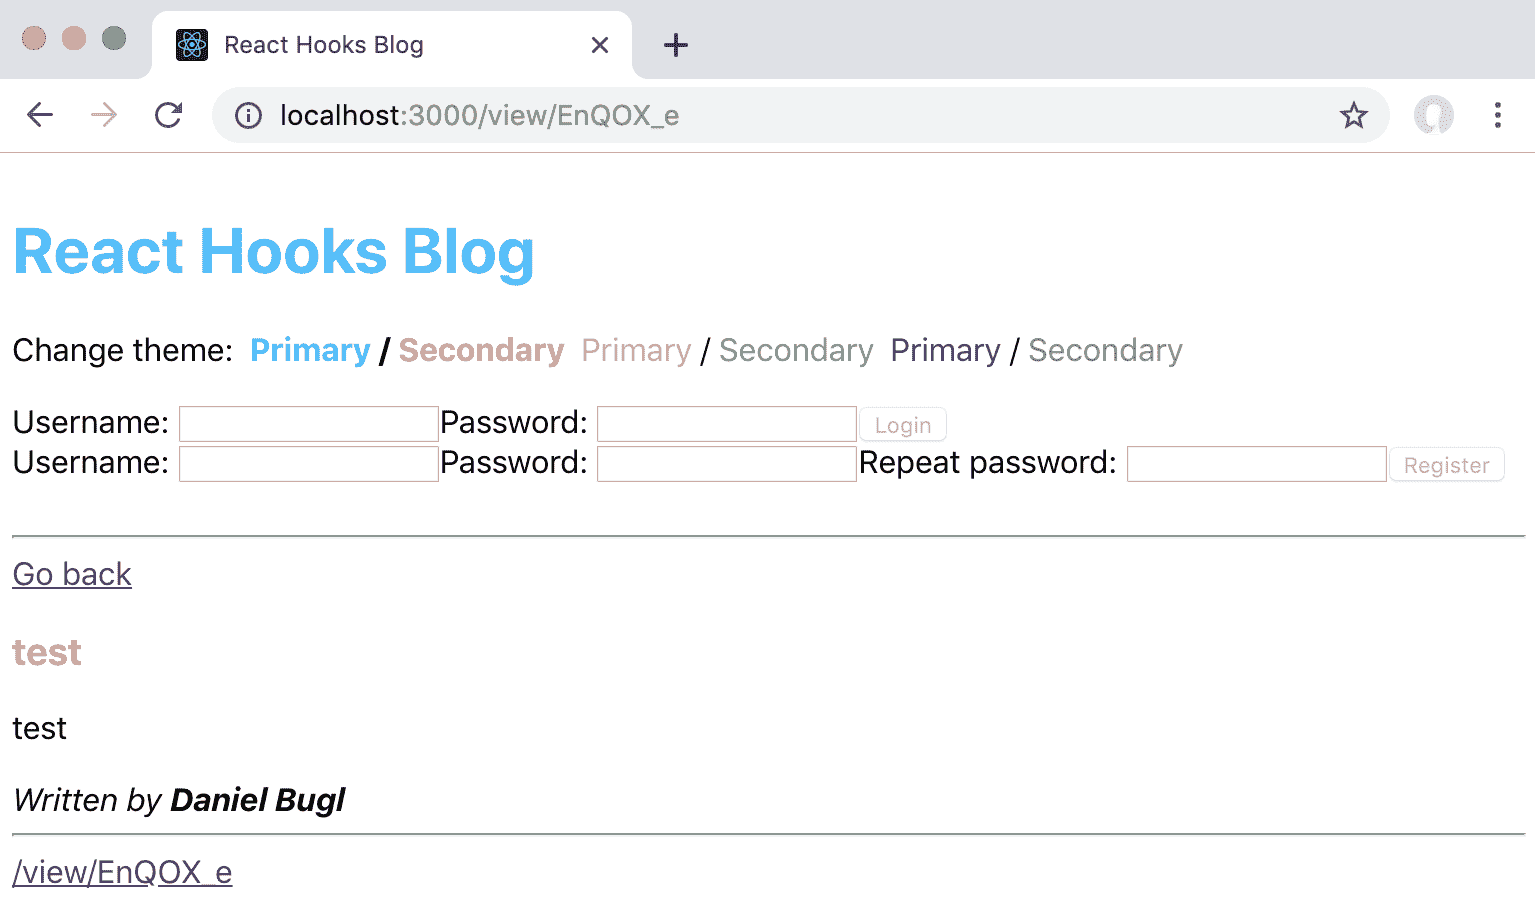 React Hooks Blog
localhost:3000/view/EnQOX_e
React Hooks Blog
Change theme: Primary / Secondary Primary / Secondary Primary / Secondary
Username: Password: Login
Username: Password: Repeat password: Register
Go back
test
test
Written by Daniel Bugl
/view/EnQOX_e